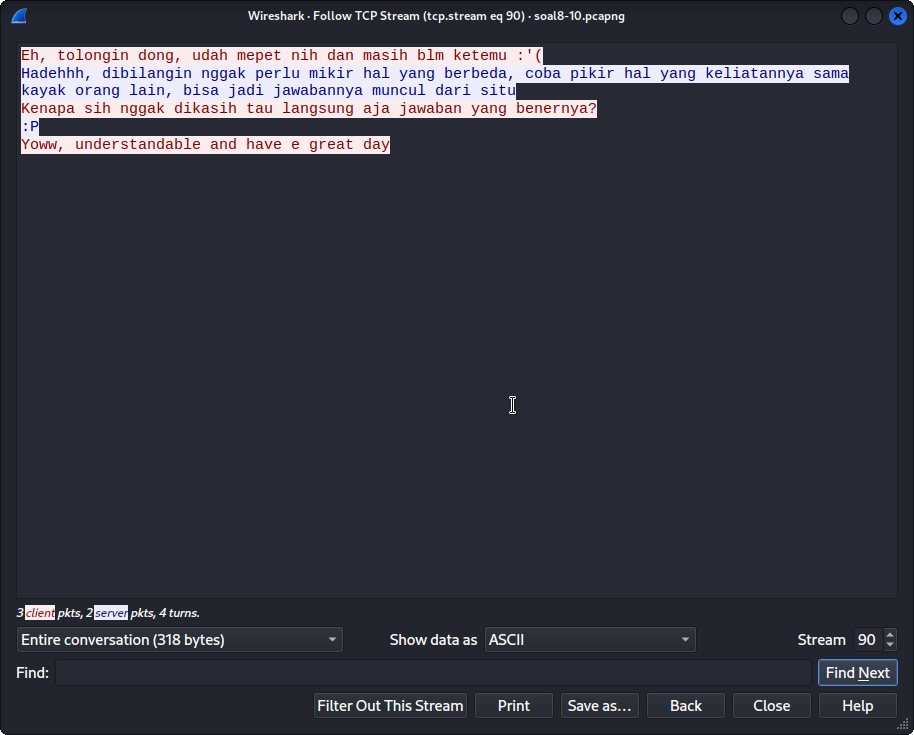 Wireshark · Follow TCP Stream (tcp.stream eq 90) · soal8-10.pcapng
Eh, tolongin dong, udah mepet nih dan masih blm ketemu :'(
Hadehhh, dibilangin nggak perlu mikir hal yang berbeda, coba pikir hal yang keliatannya sama
kayak orang lain, bisa jadi jawabannya muncul dari situ
Kenapa sih nggak dikasih tau langsung aja jawaban yang benernya?
:P
Yoww, understandable and have e great day
3 client pkts, 2 server pkts, 4 turns.
Entire conversation (318 bytes) Show data as ASCII Stream 90
Find: Find Next
Filter Out This Stream Print Save as… Back Close Help